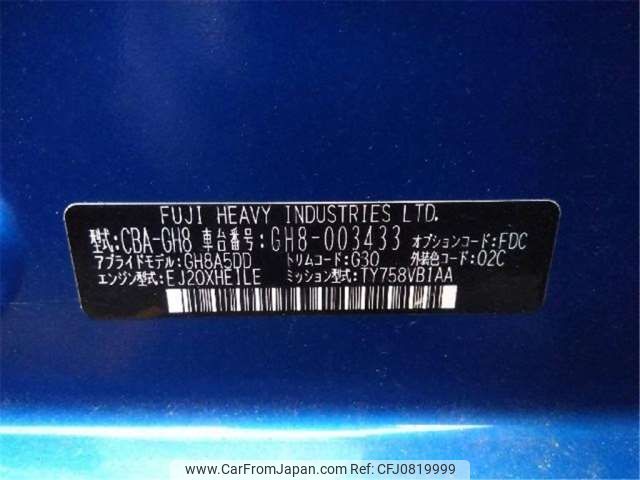 FUJI HEAVY INDUSTRIES LTD.
型式:CBA-GH8 車台番号:GH8-003433 オプションコード:FDC
アプライドモデル:GH8A5DD トリムコード:G30 外装色コード:02C
エンジン型式:EJ20XHE1LE ミッション型式:TY758VB1AA
www.CarFromJapan.com | Photo ID: CFJ0819999